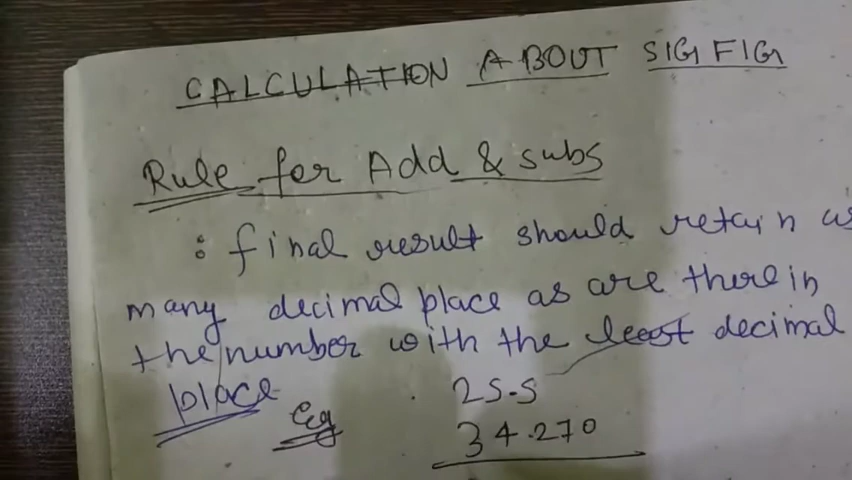 CALCULATION ABOUT SIG FIG
Rule for Add & subs
: final result should retain as
many decimal place as are there in
the number with the least decimal
place
Eg 25.5
34.270